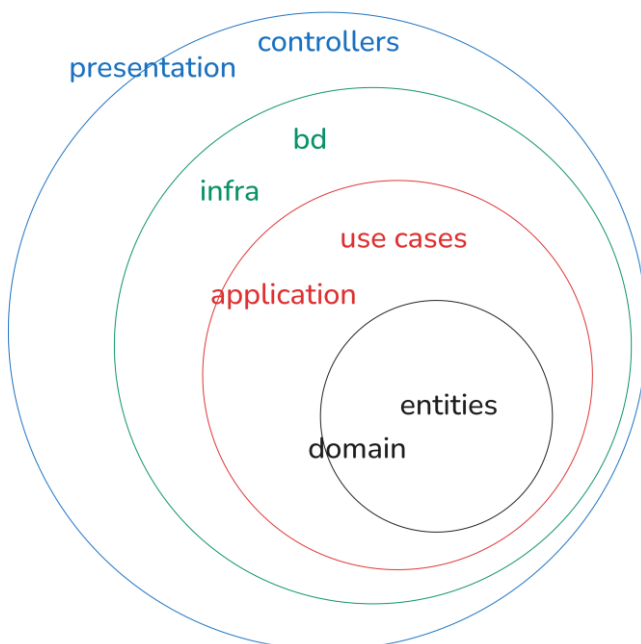 controllers
presentation
bd
infra
use cases
application
entities
domain